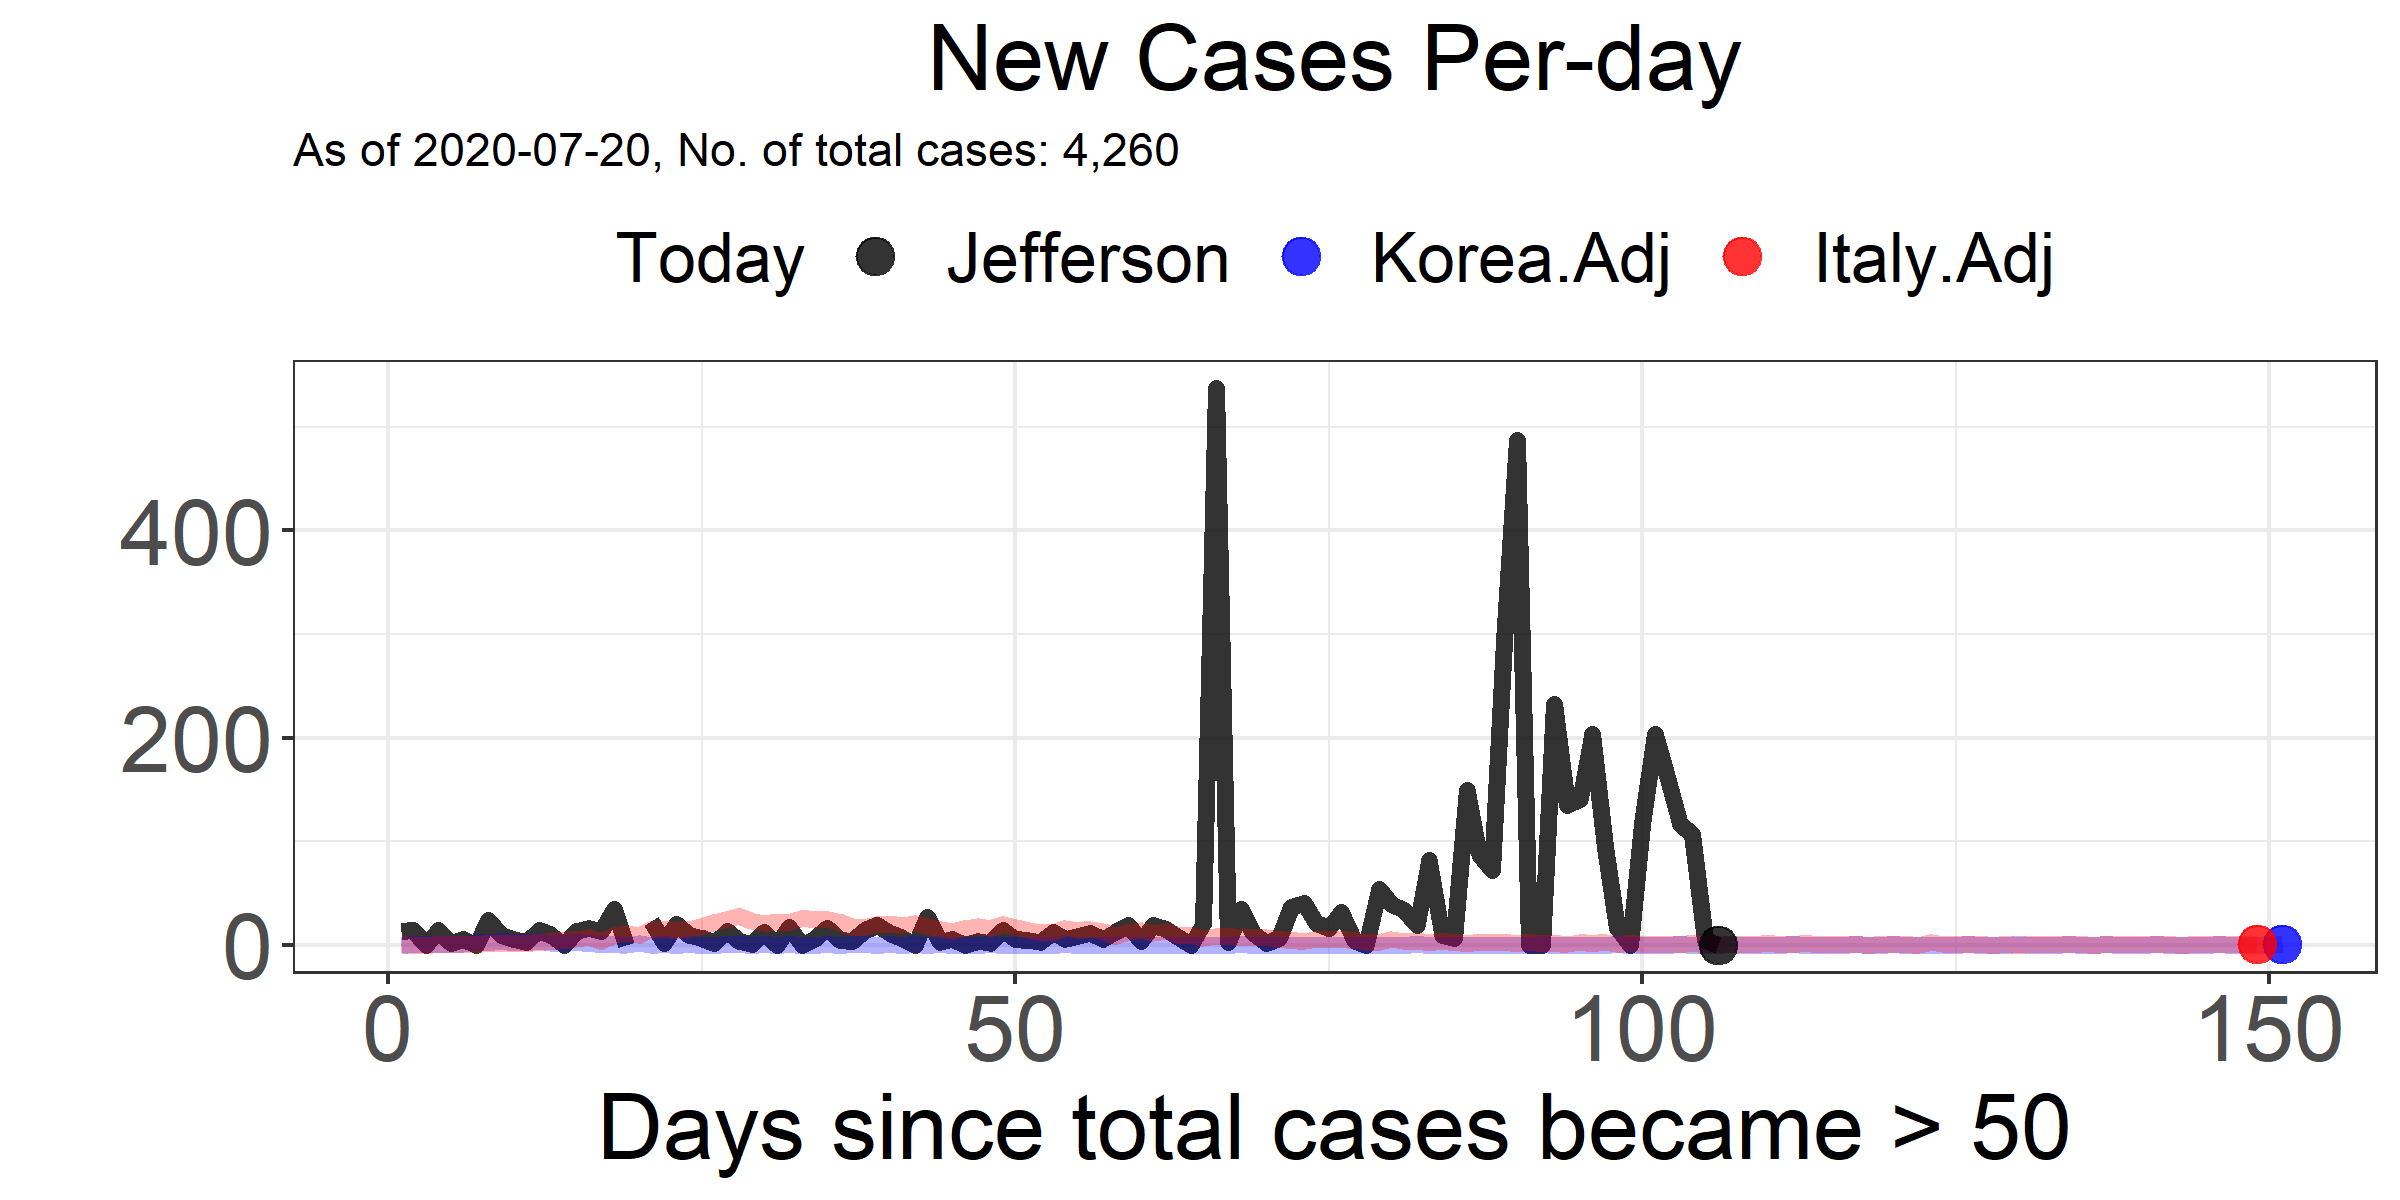 New Cases Per-day
As of 2020-07-20, No. of total cases: 4,260
Today Jefferson Korea.Adj Italy.Adj
400
200
0
0 50 100 150
Days since total cases became > 50